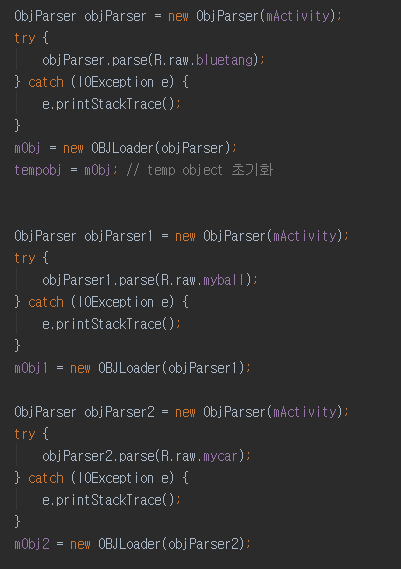 ObjParser objParser = new ObjParser(mActivity);
try {
objParser.parse(R.raw.bluetang);
} catch (IOException e) {
e.printStackTrace();
}
mObj = new OBJLoader(objParser);
tempobj = mObj; // temp object 초기화
ObjParser objParser1 = new ObjParser(mActivity);
try {
objParser1.parse(R.raw.myball);
} catch (IOException e) {
e.printStackTrace();
}
mObj1 = new OBJLoader(objParser1);
ObjParser objParser2 = new ObjParser(mActivity);
try {
objParser2.parse(R.raw.mycar);
} catch (IOException e) {
e.printStackTrace();
}
mObj2 = new OBJLoader(objParser2);